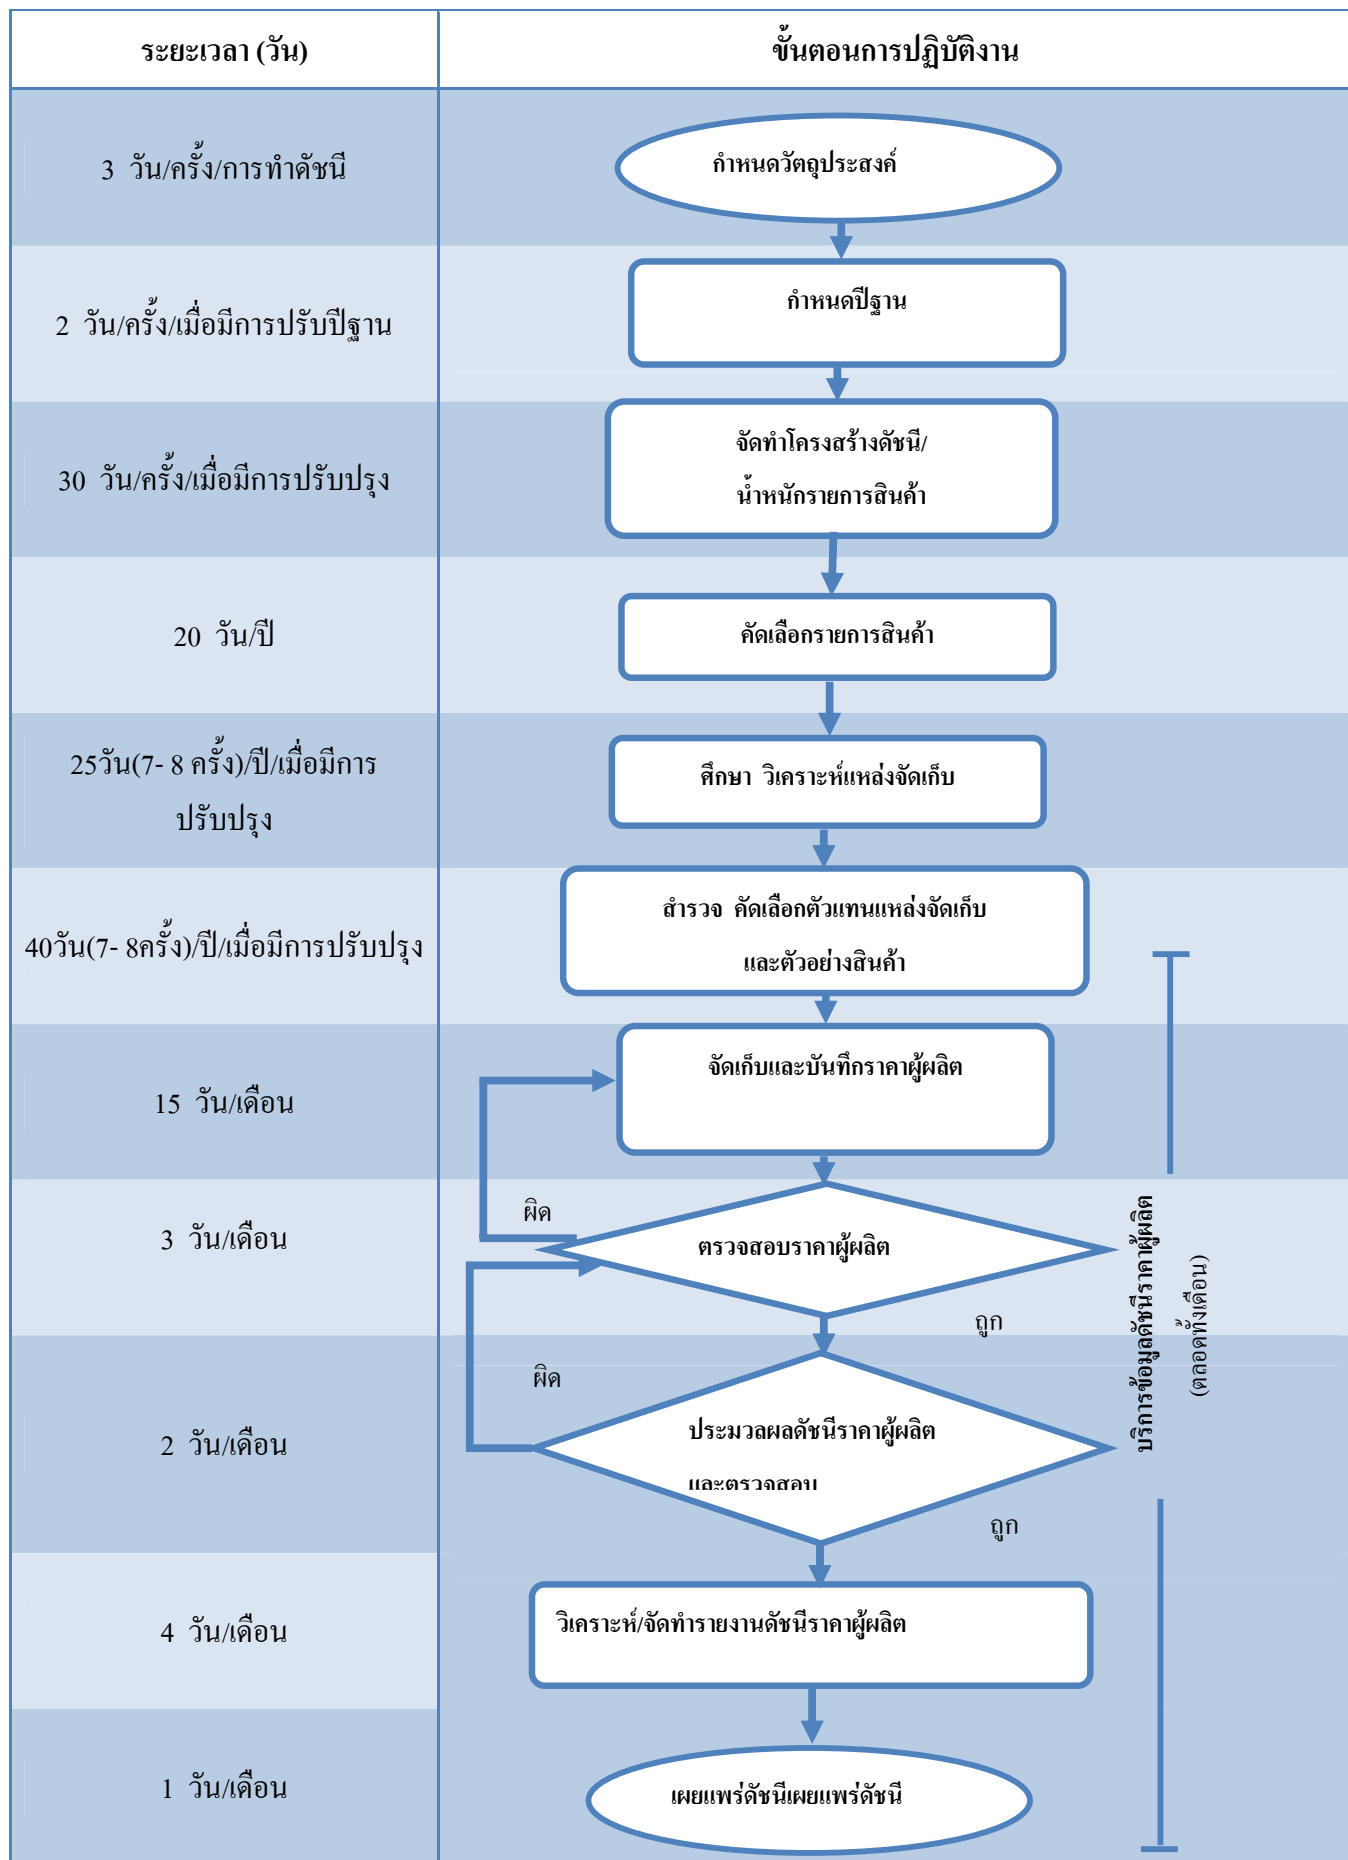 ระยะเวลา (วัน)
ขั้นตอนการปฏิบัติงาน
3 วัน/ครั้ง/การทำดัชนี
กำหนดวัตถุประสงค์
2 วัน/ครั้ง/เมื่อมีการปรับปีฐาน
กำหนดปีฐาน
30 วัน/ครั้ง/เมื่อมีการปรับปรุง
จัดทำโครงสร้างดัชนี/
น้ำหนักรายการสินค้า
20 วัน/ปี
คัดเลือกรายการสินค้า
25วัน(7- 8 ครั้ง)/ปี/เมื่อมีการ
ปรับปรุง
ศึกษา วิเคราะห์แหล่งจัดเก็บ
40วัน(7- 8ครั้ง)/ปี/เมื่อมีการปรับปรุง
สำรวจ คัดเลือกตัวแทนแหล่งจัดเก็บ
และตัวอย่างสินค้า
15 วัน/เดือน
จัดเก็บและบันทึกราคาผู้ผลิต
3 วัน/เดือน
ผิด
ตรวจสอบราคาผู้ผลิต
ถูก
บริการข้อมูลดัชนีราคาผู้ผลิต
(ตลอดทั้งเดือน)
2 วัน/เดือน
ผิด
ประมวลผลดัชนีราคาผู้ผลิต
และตรวจสอบ
ถูก
4 วัน/เดือน
วิเคราะห์/จัดทำรายงานดัชนีราคาผู้ผลิต
1 วัน/เดือน
เผยแพร่ดัชนีเผยแพร่ดัชนี